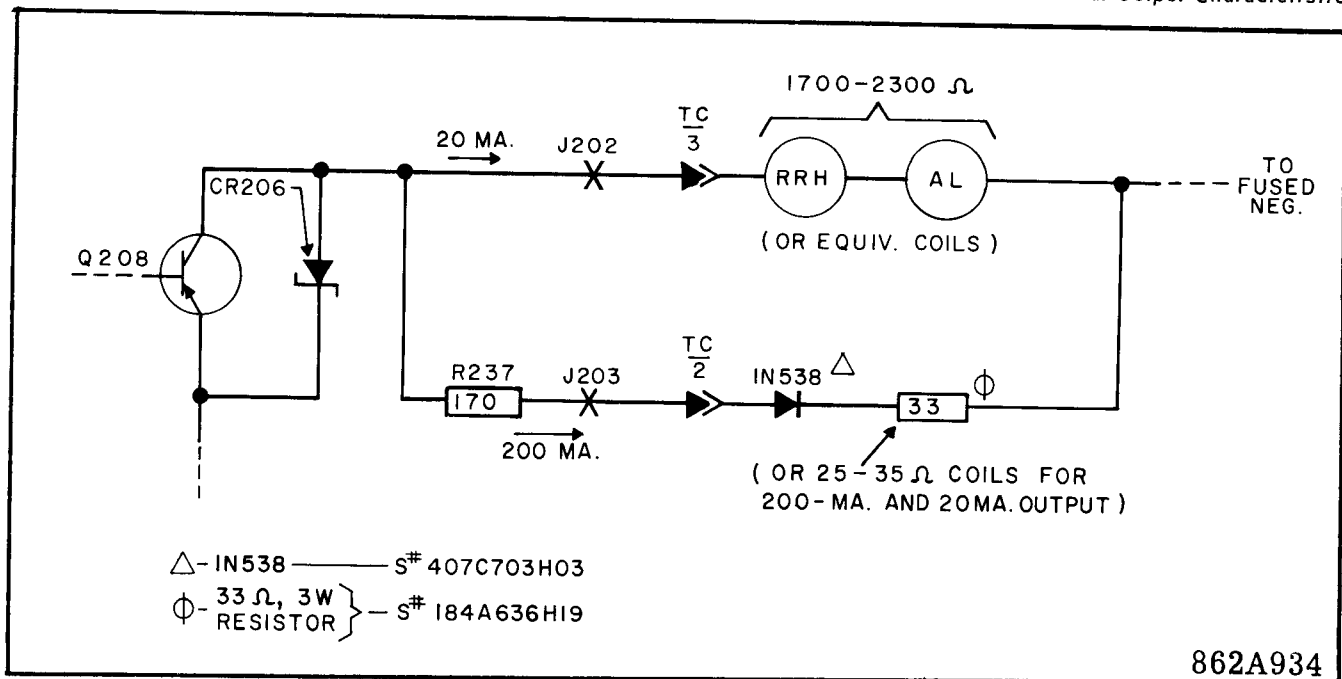 1700-2300 Ω
20 MA.
J202
TC
3
CR206
RRH
AL
TO
FUSED
NEG.
(OR EQUIV. COILS)
Q208
R237
170
J203
TC
2
IN538 △
33
Φ
200 MA.
(OR 25-35 Ω COILS FOR
200-MA. AND 20MA. OUTPUT)
△- IN538 —— S# 407C703H03
Φ- 33 Ω, 3W
RESISTOR } — S# 184A636H19
862A934